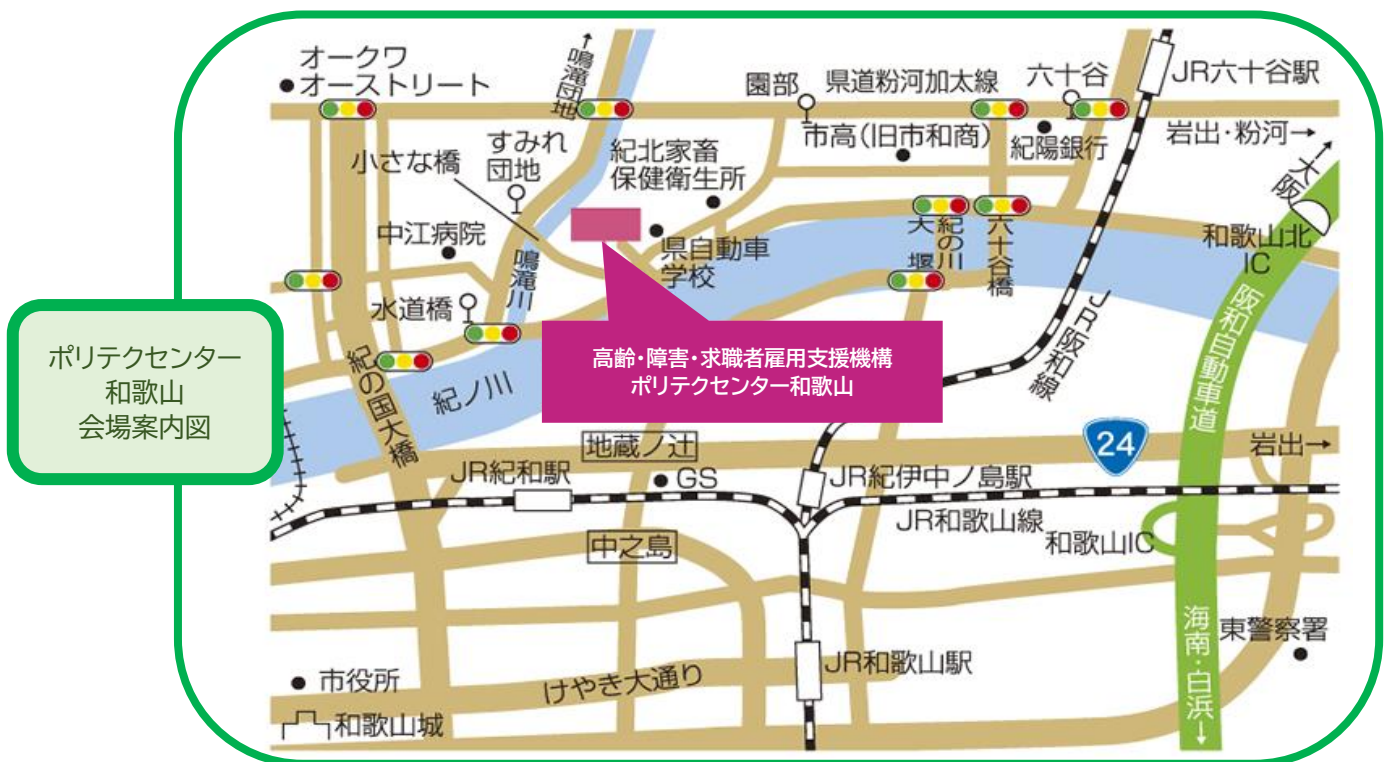 オークワ
オーストリート
↑鳴滝団地
園部
県道粉河加太線
六十谷
JR六十谷駅
すみれ
団地
小さな橋
紀北家畜
保健衛生所
市高(旧市和商)
紀陽銀行
岩出・粉河→
大阪→
中江病院
鳴滝川
県自動車
学校
紀の川
大堰
六十谷橋
和歌山北
IC
水道橋
ポリテクセンター
和歌山
会場案内図
紀の国大橋
紀ノ川
高齢・障害・求職者雇用支援機構
ポリテクセンター和歌山
JR阪和線
阪和自動車道
地蔵ノ辻
24
岩出→
JR紀和駅
GS
JR紀伊中ノ島駅
JR和歌山線
和歌山IC
中之島
海南・白浜→
東警察署
市役所
けやき大通り
JR和歌山駅
和歌山城